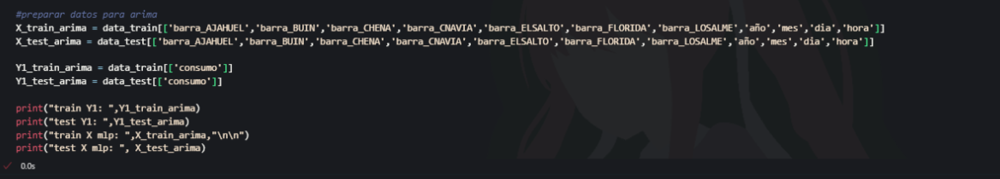 #preparar datos para arima
X_train_arima = data_train[['barra_AJAHUEL','barra_BUIN','barra_CHENA','barra_CNAVIA','barra_ELSALTO','barra_FLORIDA','barra_LOSALME','año','mes','dia','hora']]
X_test_arima = data_test[['barra_AJAHUEL','barra_BUIN','barra_CHENA','barra_CNAVIA','barra_ELSALTO','barra_FLORIDA','barra_LOSALME','año','mes','dia','hora']]
Y1_train_arima = data_train[['consumo']]
Y1_test_arima = data_test[['consumo']]
print("train Y1: ",Y1_train_arima)
print("test Y1: ",Y1_test_arima)
print("train X mlp: ",X_train_arima,"\n\n")
print("test X mlp: ", X_test_arima)
0.0s